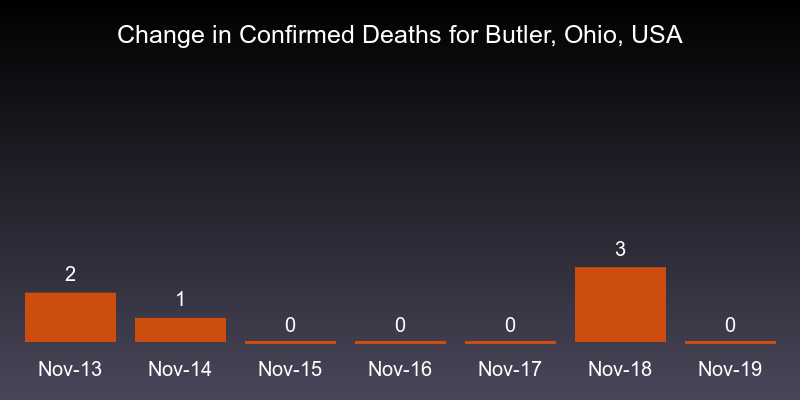 Change in Confirmed Deaths for Butler, Ohio, USA
3
2
1
0 0 0 0
Nov-13 Nov-14 Nov-15 Nov-16 Nov-17 Nov-18 Nov-19